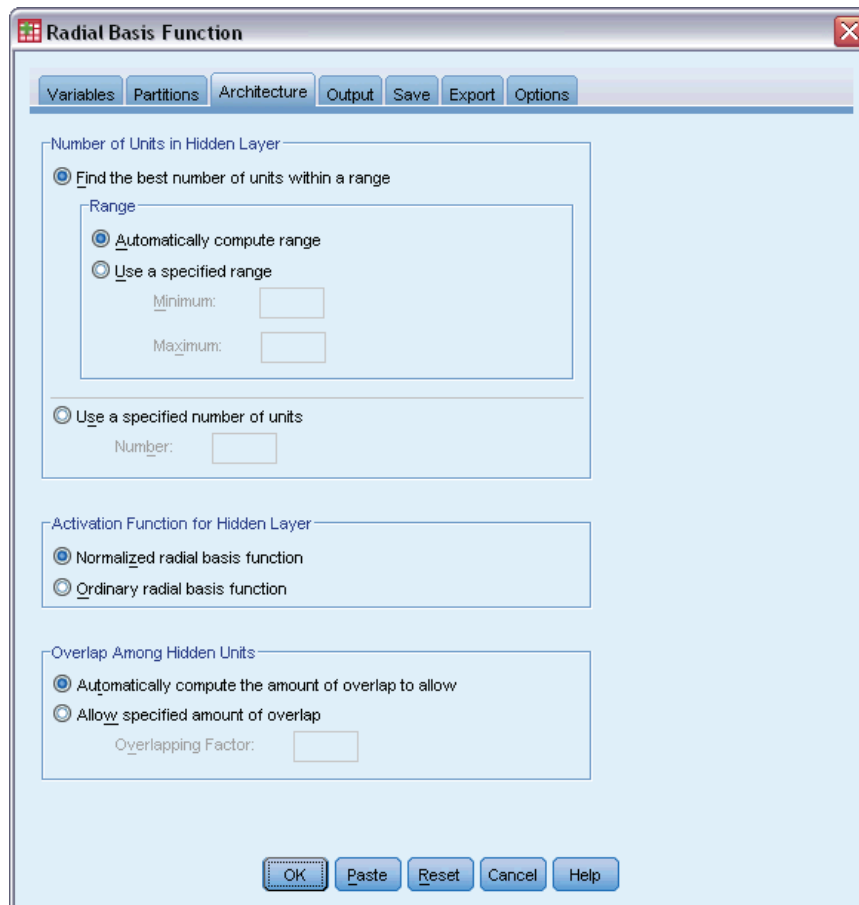 Radial Basis Function
Variables Partitions Architecture Output Save Export Options
Number of Units in Hidden Layer
Find the best number of units within a range
Range
Automatically compute range
Use a specified range
Minimum:
Maximum:
Use a specified number of units
Number:
Activation Function for Hidden Layer
Normalized radial basis function
Ordinary radial basis function
Overlap Among Hidden Units
Automatically compute the amount of overlap to allow
Allow specified amount of overlap
Overlapping Factor:
OK Paste Reset Cancel Help